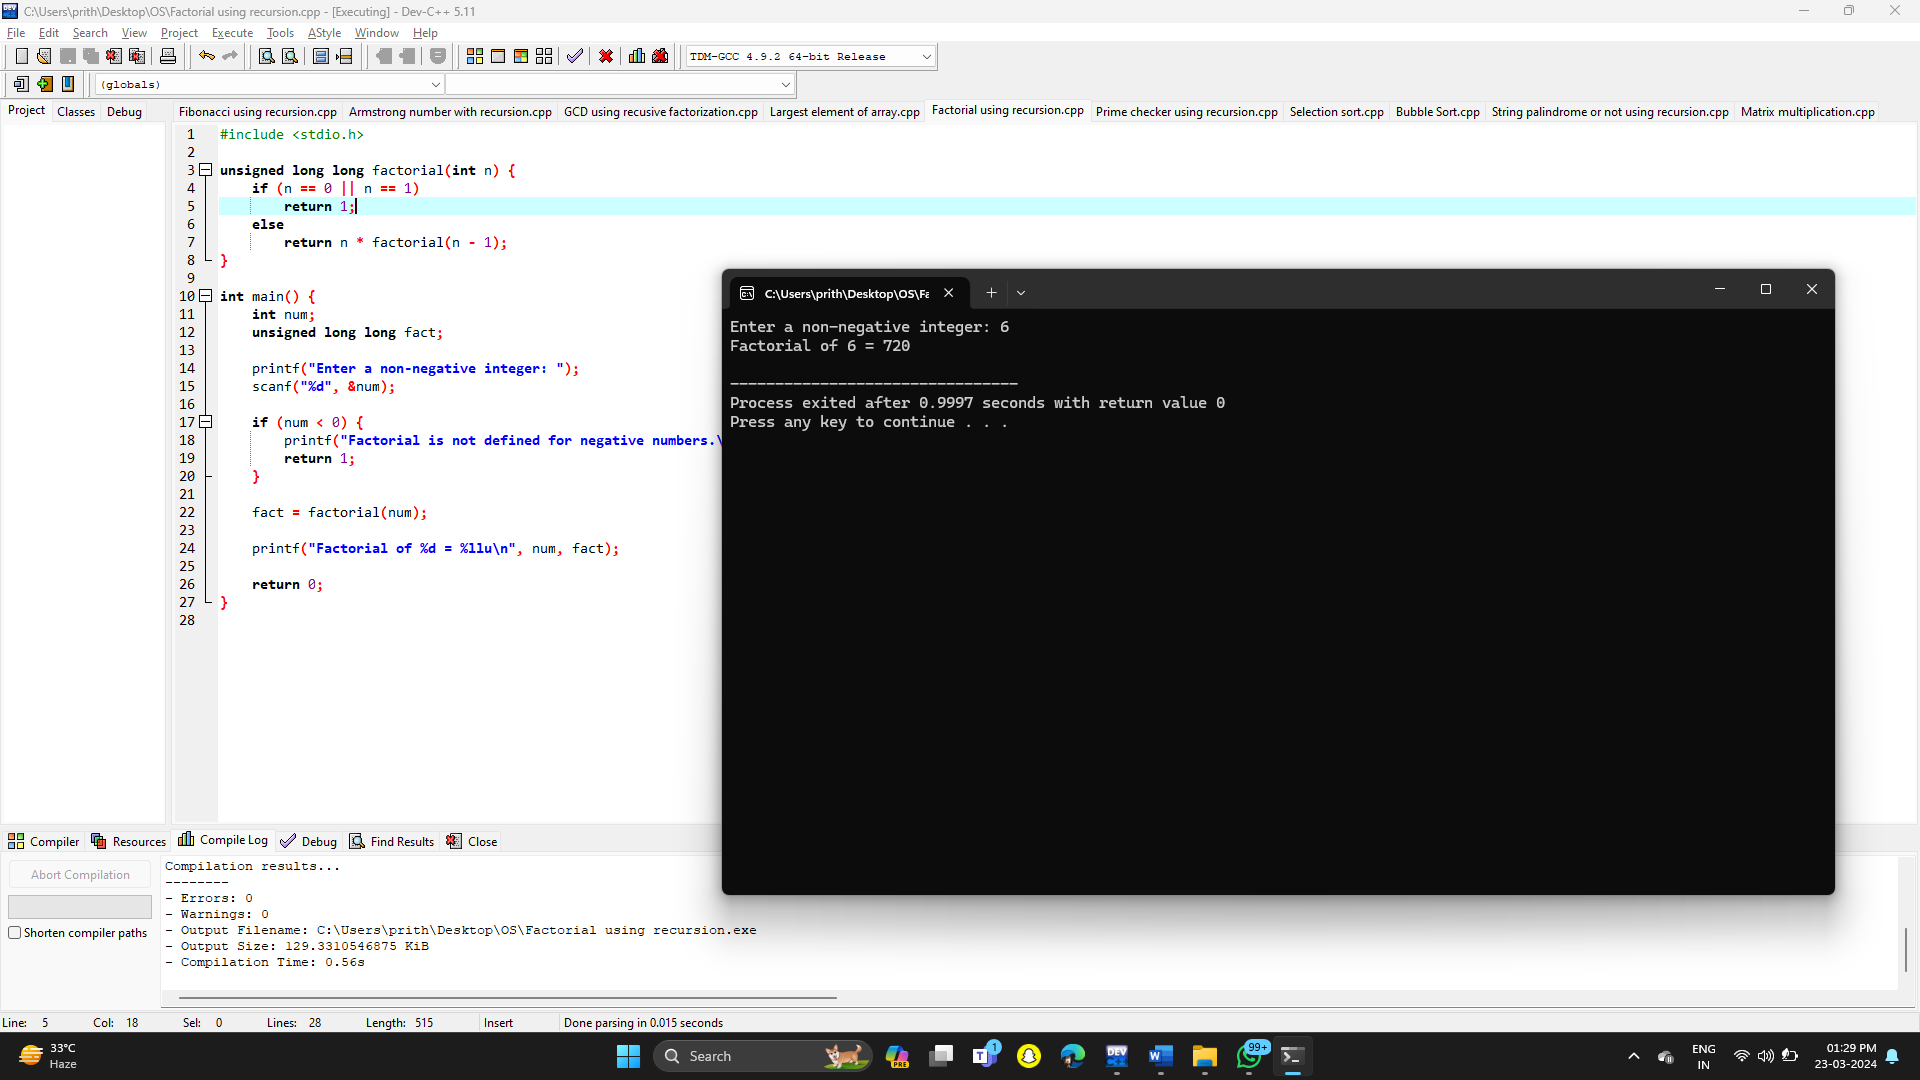 C:\Users\prith\Desktop\OS\Factorial using recursion.cpp - [Executing] - Dev-C++ 5.11
File Edit Search View Project Execute Tools AStyle Window Help
TDM-GCC 4.9.2 64-bit Release
(globals)
Project Classes Debug
Fibonacci using recursion.cpp Armstrong number with recursion.cpp GCD using recusive factorization.cpp Largest element of array.cpp Factorial using recursion.cpp Prime checker using recursion.cpp Selection sort.cpp Bubble Sort.cpp String palindrome or not using recursion.cpp Matrix multiplication.cpp
1 #include <stdio.h>
2
3 unsigned long long factorial(int n) {
4 if (n == 0 || n == 1)
5 return 1;
6 else
7 return n * factorial(n - 1);
8 }
9
10 int main() {
11 int num;
12 unsigned long long fact;
13
14 printf("Enter a non-negative integer: ");
15 scanf("%d", &num);
16
17 if (num < 0) {
18 printf("Factorial is not defined for negative numbers.\
19 return 1;
20 }
21
22 fact = factorial(num);
23
24 printf("Factorial of %d = %llu\n", num, fact);
25
26 return 0;
27 }
28
C:\Users\prith\Desktop\OS\Fa
Enter a non-negative integer: 6
Factorial of 6 = 720
--------------------------------
Process exited after 0.9997 seconds with return value 0
Press any key to continue . . .
Compiler Resources Compile Log Debug Find Results Close
Abort Compilation
Shorten compiler paths
Compilation results...
--------
- Errors: 0
- Warnings: 0
- Output Filename: C:\Users\prith\Desktop\OS\Factorial using recursion.exe
- Output Size: 129.3310546875 KiB
- Compilation Time: 0.56s
Line: 5 Col: 18 Sel: 0 Lines: 28 Length: 515 Insert Done parsing in 0.015 seconds
33°C
Haze
Search
PRE
1
DEV
99+
ENG
IN
01:29 PM
23-03-2024